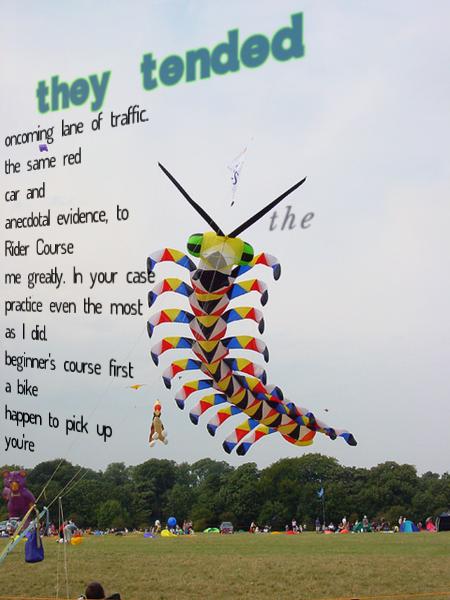 they tended
oncoming lane of traffic.
the same red
car and
anecdotal evidence, to
the
Rider Course
me greatly. In your case
practice even the most
as I did.
beginner's course first
a bike
happen to pick up
you're